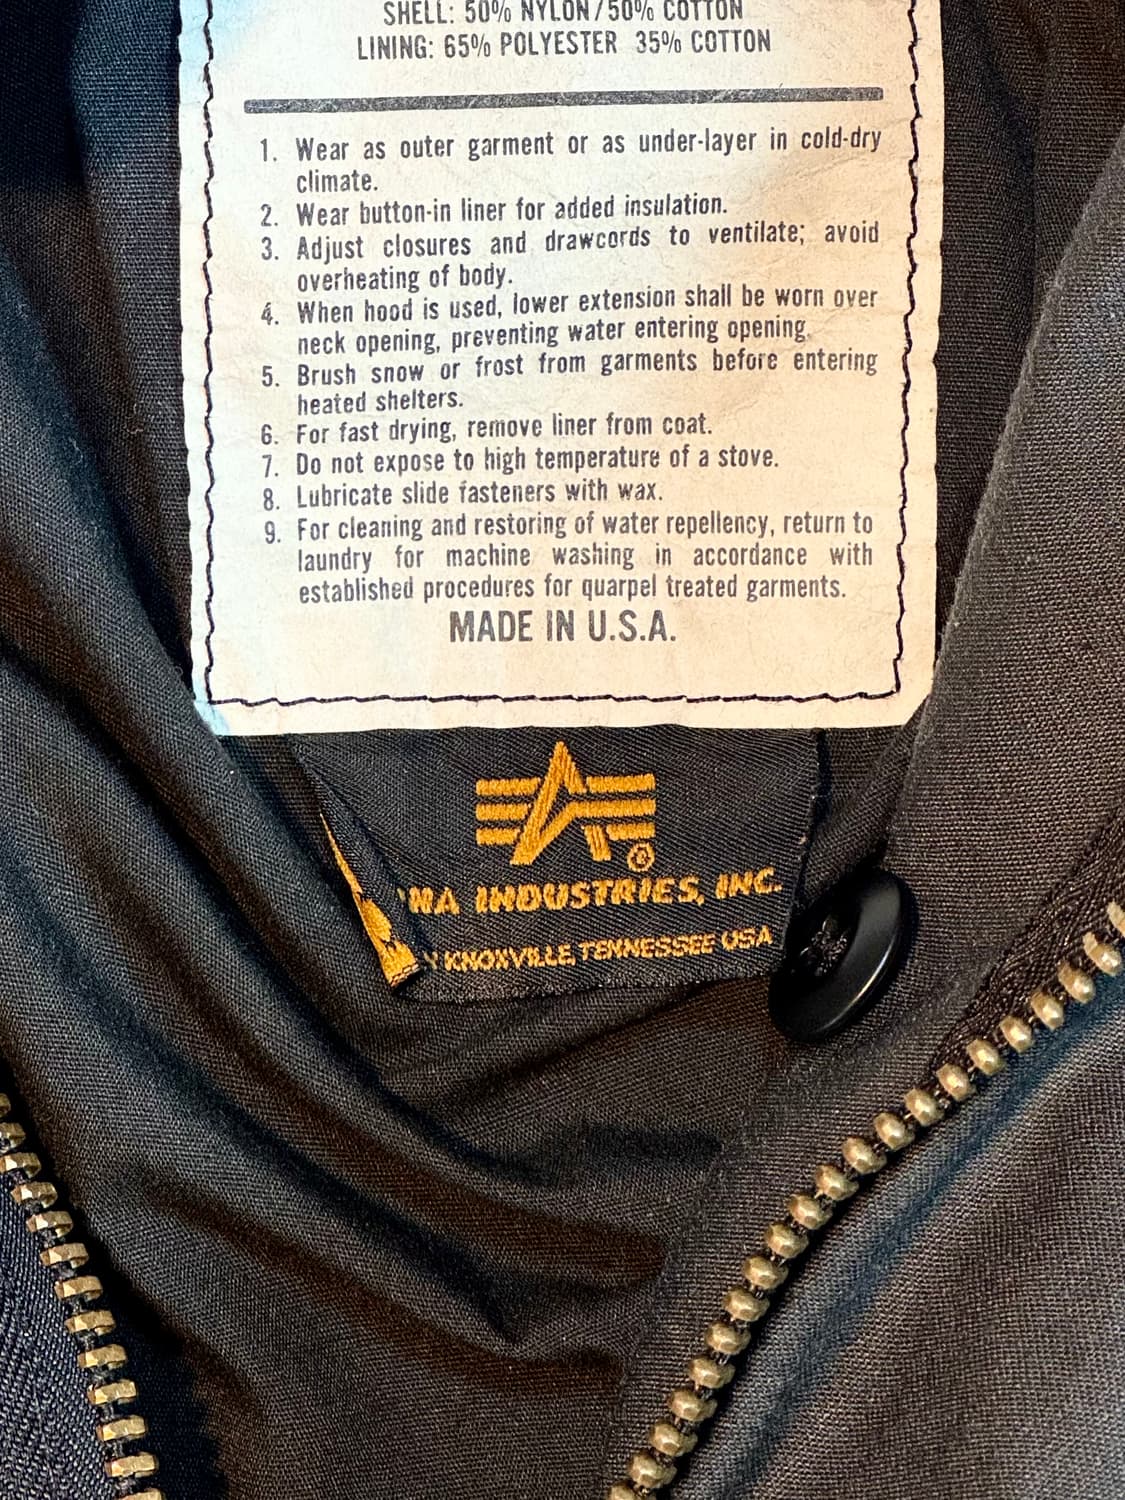 SHELL: 50% NYLON/50% COTTON
LINING: 65% POLYESTER 35% COTTON
1. Wear as outer garment or as under-layer in cold-dry
climate.
2. Wear button-in liner for added insulation.
3. Adjust closures and drawcords to ventilate; avoid
overheating of body.
4. When hood is used, lower extension shall be worn over
neck opening, preventing water entering opening.
5. Brush snow or frost from garments before entering
heated shelters.
6. For fast drying, remove liner from coat.
7. Do not expose to high temperature of a stove.
8. Lubricate slide fasteners with wax.
9. For cleaning and restoring of water repellency, return to
laundry for machine washing in accordance with
established procedures for quarpel treated garments.
MADE IN U.S.A.
®
INDUSTRIES, INC.
KNOXVILLE, TENNESSEE USA